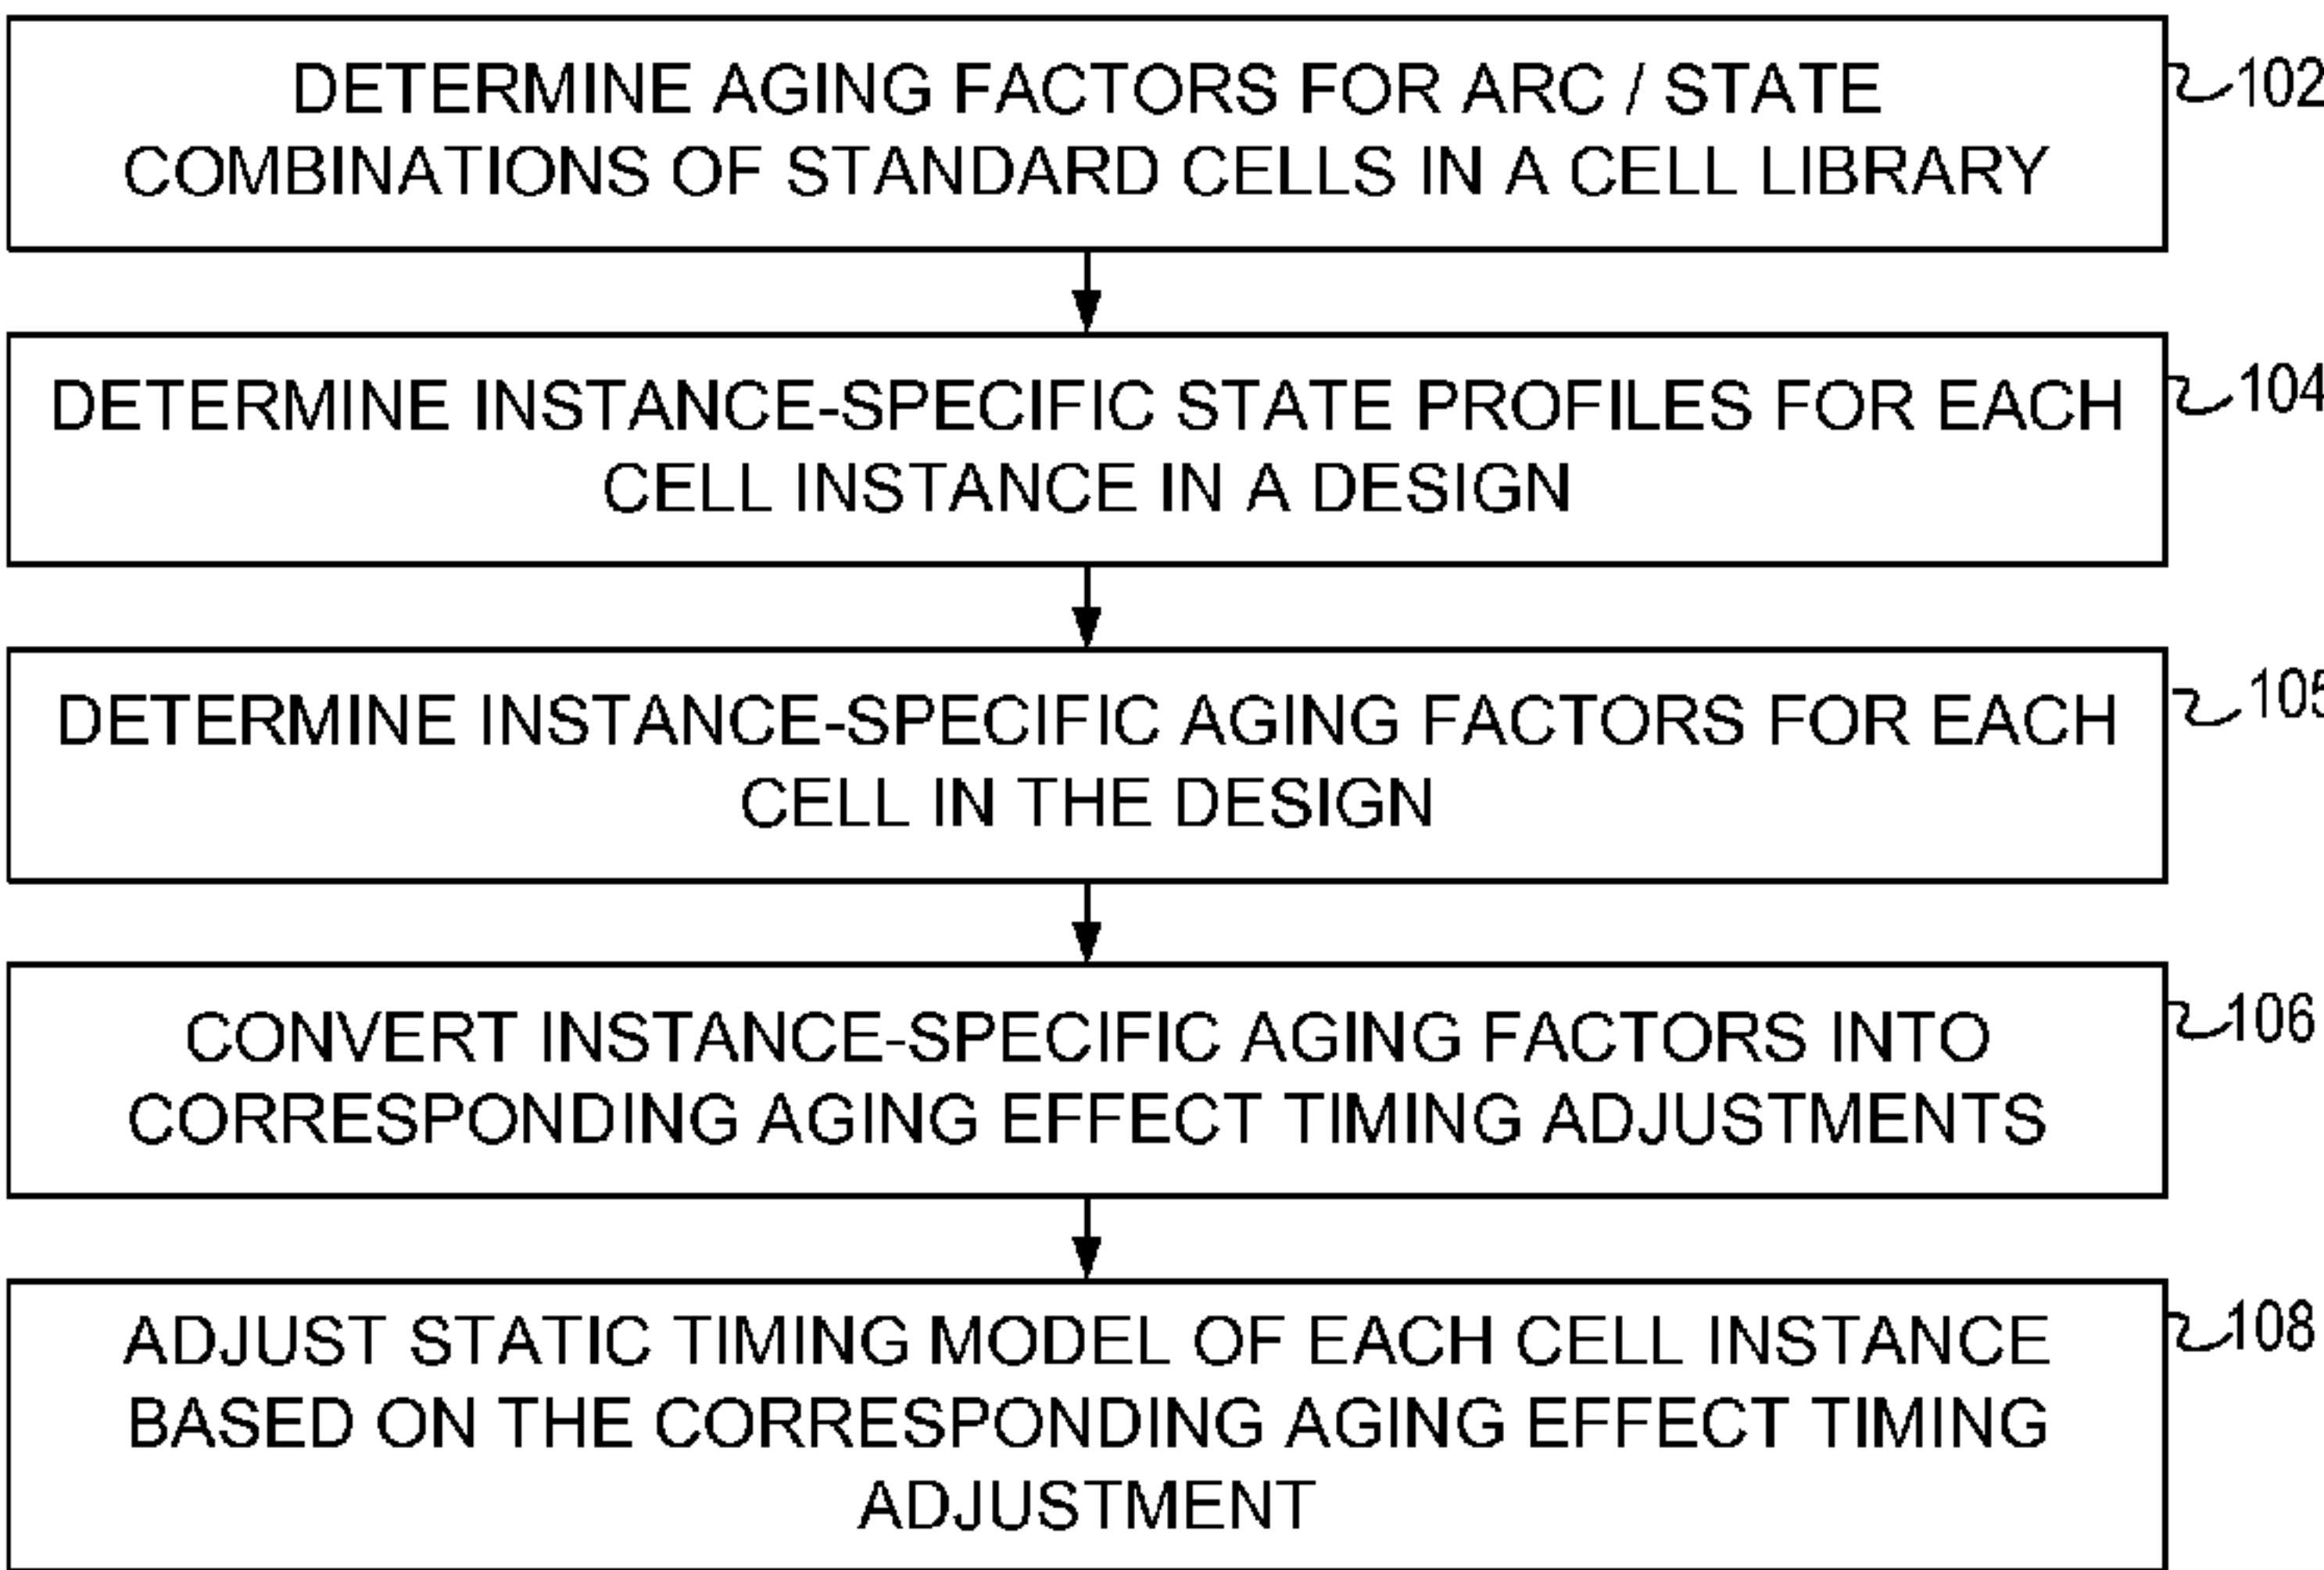 DETERMINE AGING FACTORS FOR ARC / STATE
COMBINATIONS OF STANDARD CELLS IN A CELL LIBRARY
102
DETERMINE INSTANCE-SPECIFIC STATE PROFILES FOR EACH
CELL INSTANCE IN A DESIGN
104
DETERMINE INSTANCE-SPECIFIC AGING FACTORS FOR EACH
CELL IN THE DESIGN
105
CONVERT INSTANCE-SPECIFIC AGING FACTORS INTO
CORRESPONDING AGING EFFECT TIMING ADJUSTMENTS
106
ADJUST STATIC TIMING MODEL OF EACH CELL INSTANCE
BASED ON THE CORRESPONDING AGING EFFECT TIMING
ADJUSTMENT
108